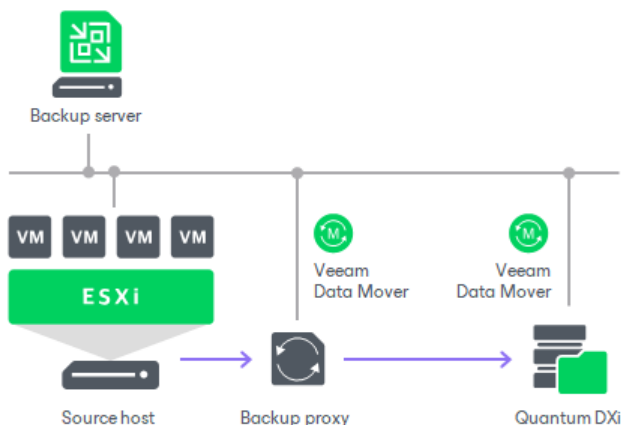 Backup server
VM VM VM VM
M
M
Veeam
Data Mover
Veeam
Data Mover
ESXi
Source host
Backup proxy
Quantum DXi